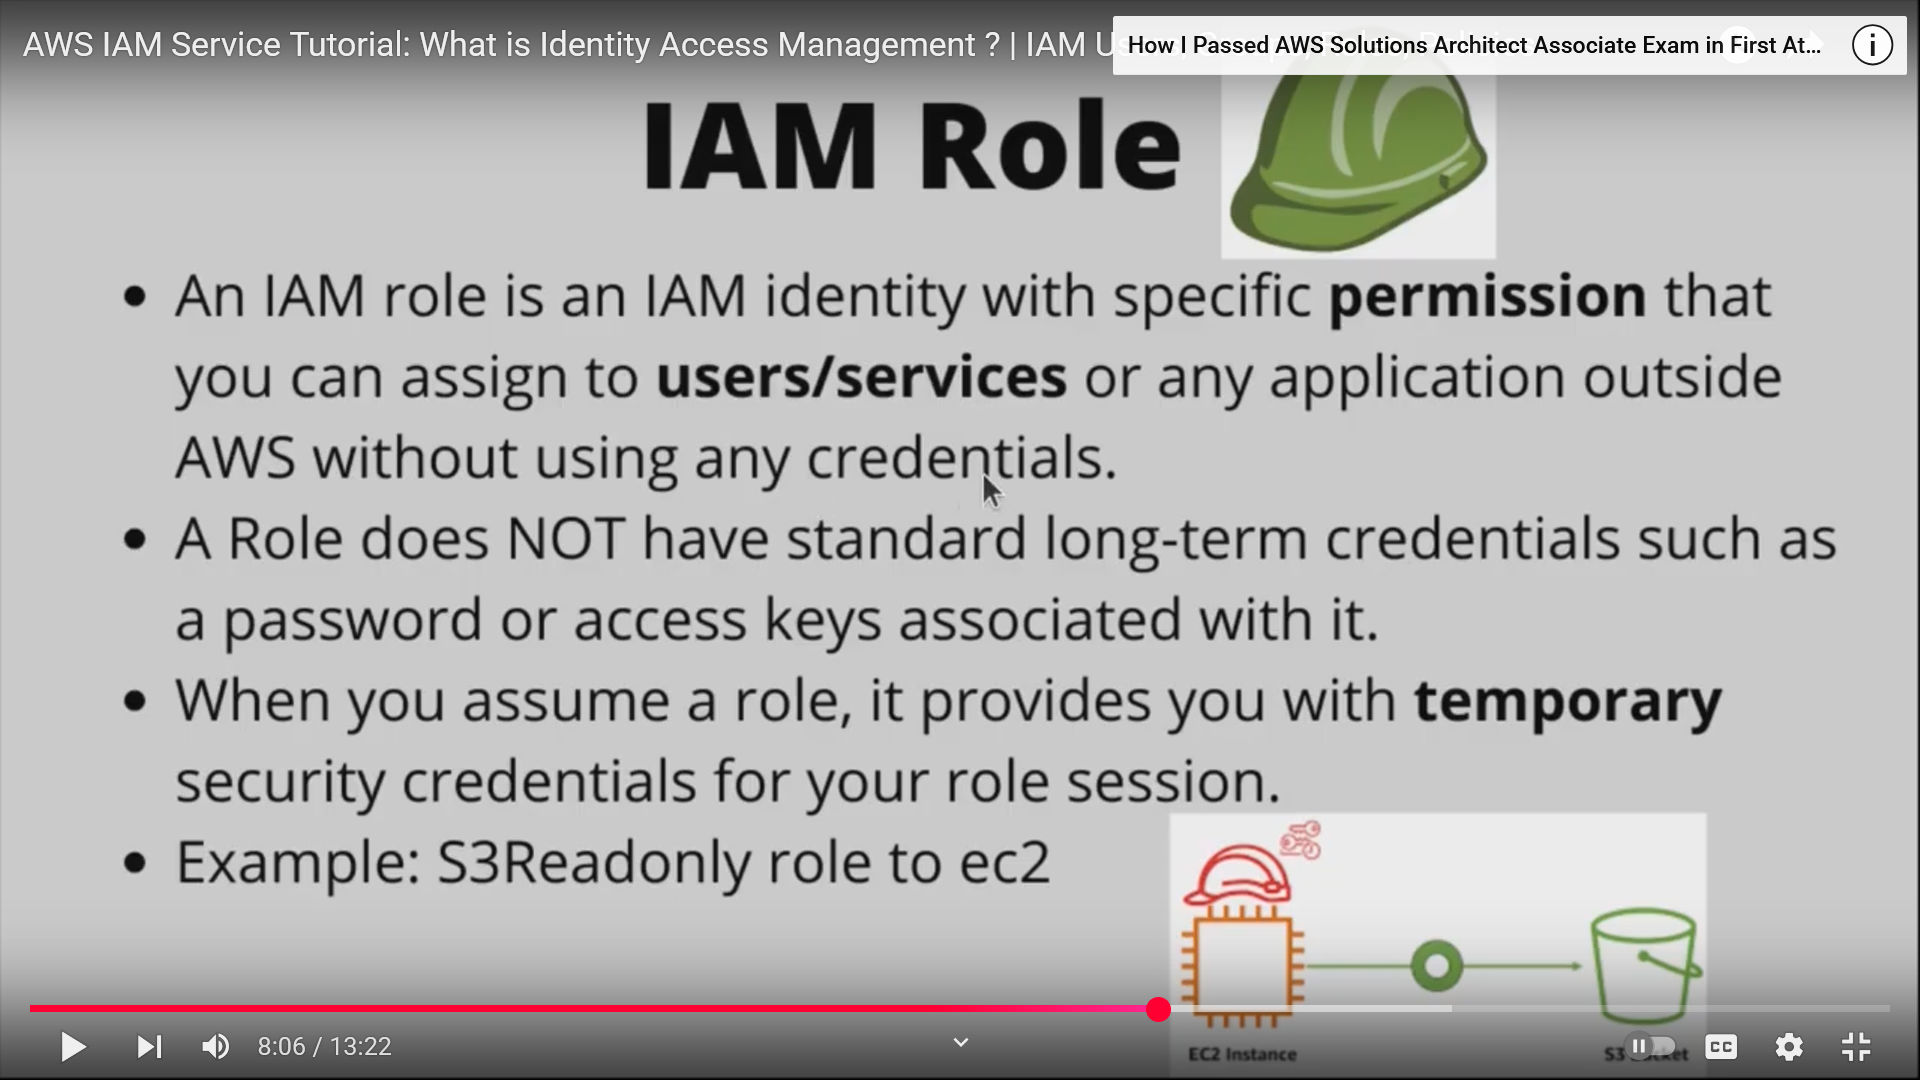 AWS IAM Service Tutorial: What is Identity Access Management ? | IAM U
How I Passed AWS Solutions Architect Associate Exam in First At...
IAM Role
• An IAM role is an IAM identity with specific permission that
you can assign to users/services or any application outside
AWS without using any credentials.
• A Role does NOT have standard long-term credentials such as
a password or access keys associated with it.
• When you assume a role, it provides you with temporary
security credentials for your role session.
• Example: S3Readonly role to ec2
8:06 / 13:22
CC
EC2 Instance
S3